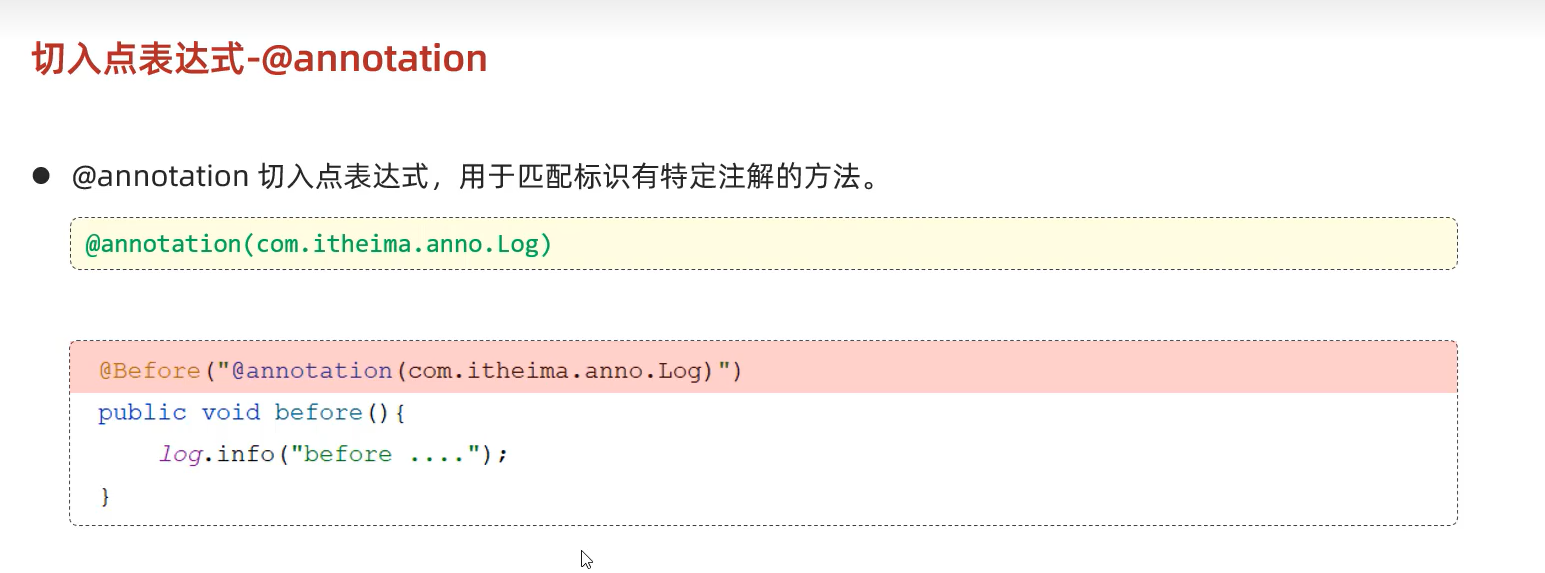 切入点表达式-@annotation
● @annotation 切入点表达式，用于匹配标识有特定注解的方法。
@annotation(com.itheima.anno.Log)
@Before("@annotation(com.itheima.anno.Log)")
public void before(){
    log.info("before ....");
}